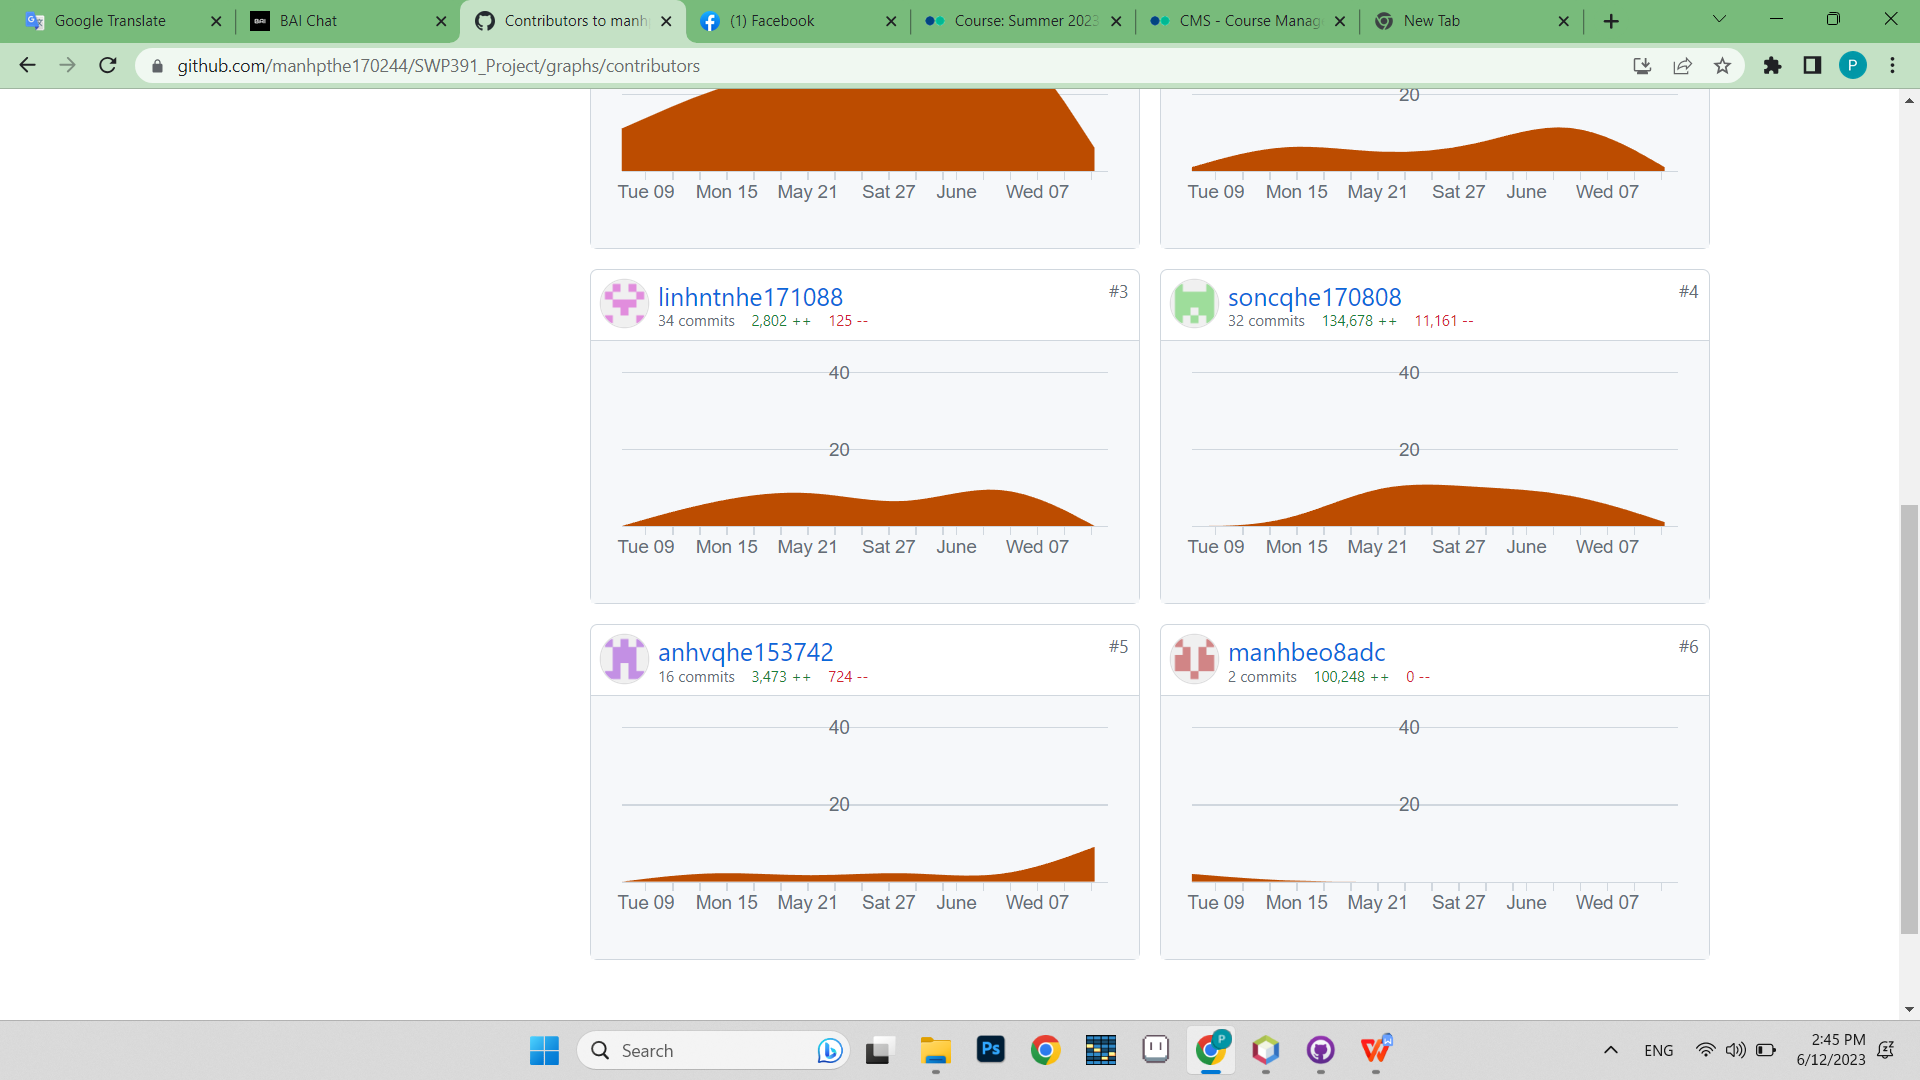 Google Translate
BAI
BAI Chat
Contributors to manh
(1) Facebook
Course: Summer 2023
CMS - Course Manag
New Tab
github.com/manhpthe170244/SWP391_Project/graphs/contributors
P
20
Tue 09 Mon 15 May 21 Sat 27 June Wed 07
Tue 09 Mon 15 May 21 Sat 27 June Wed 07
linhntnhe171088
#3
34 commits 2,802 ++ 125 --
40
20
Tue 09 Mon 15 May 21 Sat 27 June Wed 07
soncqhe170808
#4
32 commits 134,678 ++ 11,161 --
40
20
Tue 09 Mon 15 May 21 Sat 27 June Wed 07
anhvqhe153742
#5
16 commits 3,473 ++ 724 --
40
20
Tue 09 Mon 15 May 21 Sat 27 June Wed 07
manhbeo8adc
#6
2 commits 100,248 ++ 0 --
40
20
Tue 09 Mon 15 May 21 Sat 27 June Wed 07
Search
Ps
P
W
ENG
2:45 PM
6/12/2023